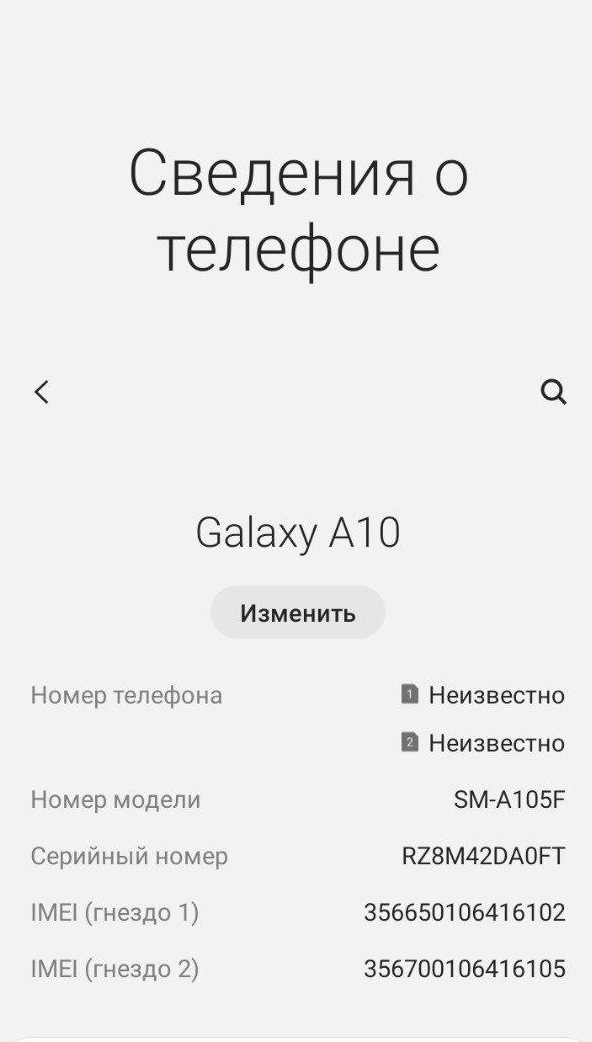 Сведения о
телефоне
Galaxy A10
Изменить
Номер телефона 1 Неизвестно
2 Неизвестно
Номер модели SM-A105F
Серийный номер RZ8M42DA0FT
IMEI (гнездо 1) 356650106416102
IMEI (гнездо 2) 356700106416105